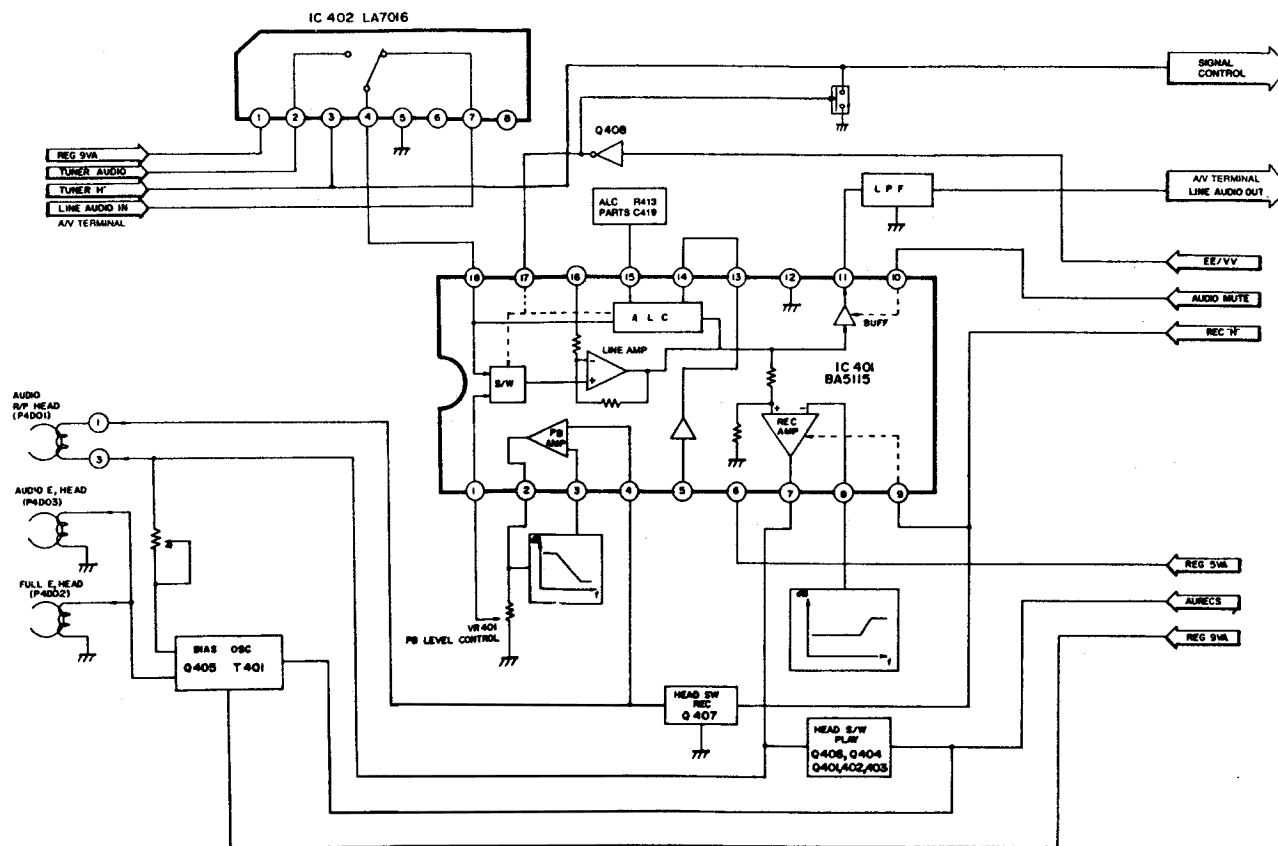 IC 402 LA7016
1 2 3 4 5 6 7 8
SIGNAL
CONTROL
REG 9VA
TUNER AUDIO
TUNER H"
LINE AUDIO IN
A/V TERMINAL
Q408
ALC R413
PARTS C419
L P F
A/V TERMINAL
LINE AUDIO OUT
EE/VV
AUDIO MUTE
REC "H"
18 17 16 15 14 13 12 11 10
A L C
BUFF
LINE AMP
S/W
IC 401
BA5115
- +
PB
AMP
+ -
REC
AMP
1 2 3 4 5 6 7 8 9
AUDIO
R/P HEAD
(P4D01)
1
3
AUDIO E, HEAD
(P4D03)
FULL E, HEAD
(P4D02)
dB
f
VR401
PB LEVEL CONTROL
dB
f
REG 5VA
AURECS
REG 9VA
BIAS OSC
Q405 T401
HEAD SW
REC
Q407
HEAD S/W
PLAY
Q406, Q404
Q401,402,403